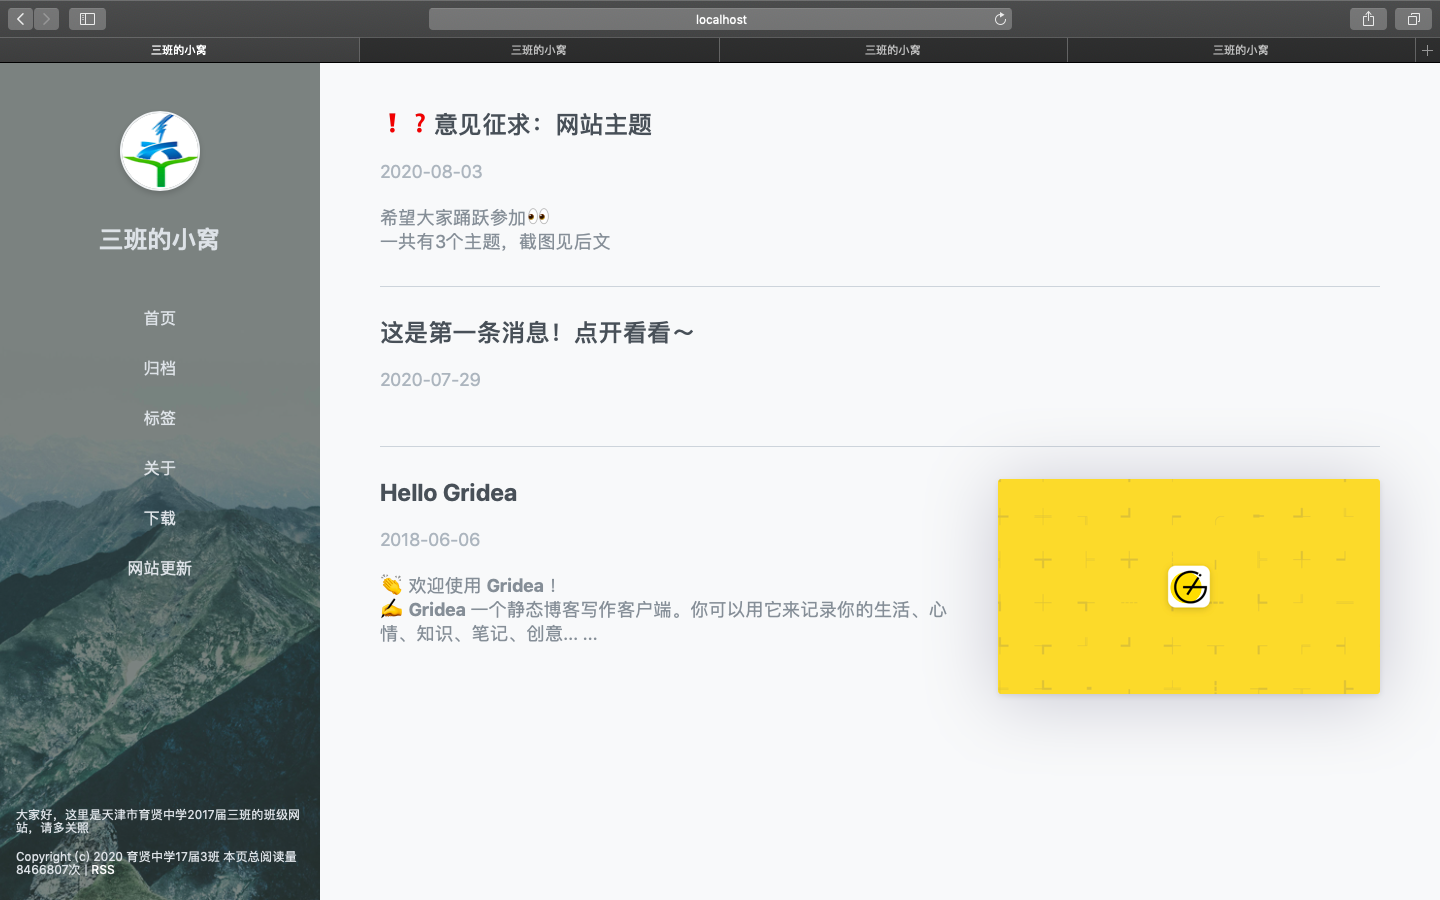 localhost
三班的小窝
三班的小窝
三班的小窝
三班的小窝
三班的小窝
首页
归档
标签
关于
下载
网站更新
大家好，这里是天津市育贤中学2017届三班的班级网
站，请多关照
Copyright (c) 2020 育贤中学17届3班 本页总阅读量
8466807次 | RSS
❗❓意见征求：网站主题
2020-08-03
希望大家踊跃参加👀
一共有3个主题，截图见后文
这是第一条消息！点开看看～
2020-07-29
Hello Gridea
2018-06-06
👏 欢迎使用 Gridea ！
✍️ Gridea 一个静态博客写作客户端。你可以用它来记录你的生活、心
情、知识、笔记、创意... ...